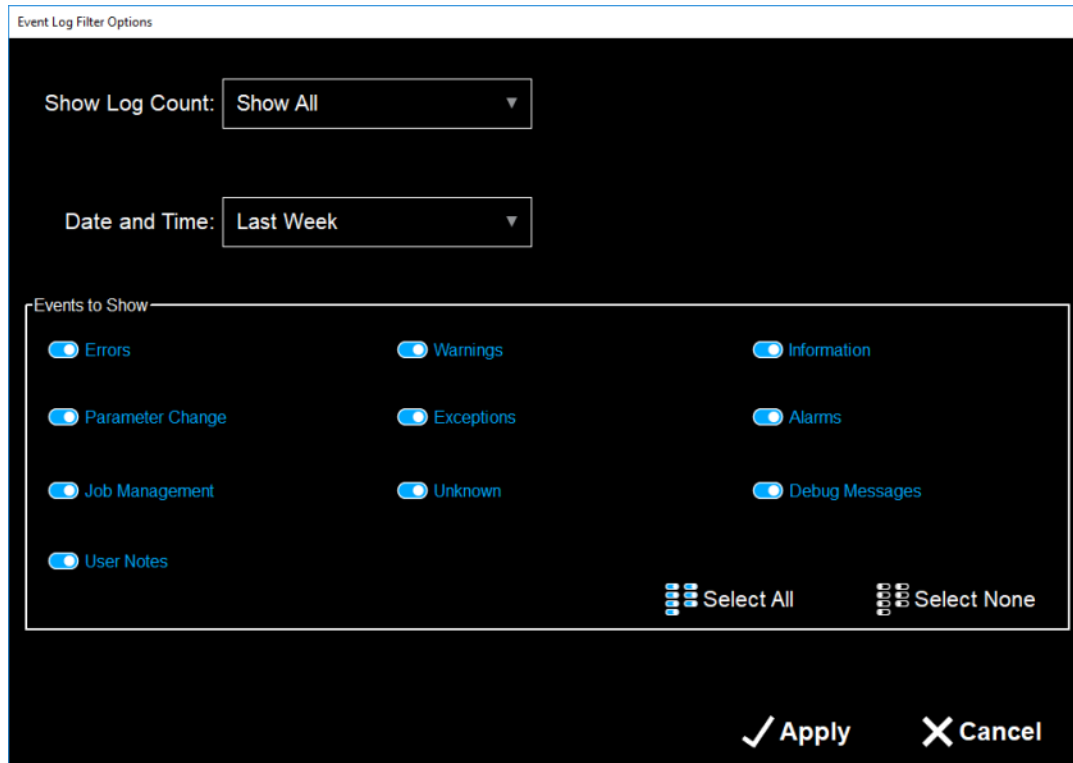 Event Log Filter Options
Show Log Count: Show All
Date and Time: Last Week
Events to Show
Errors Warnings Information
Parameter Change Exceptions Alarms
Job Management Unknown Debug Messages
User Notes
Select All Select None
Apply Cancel